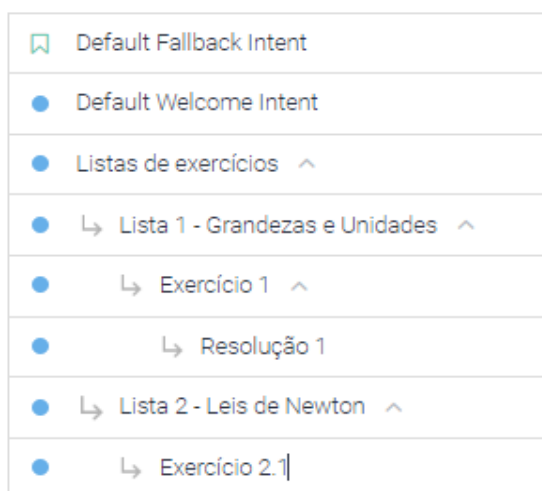 Default Fallback Intent
Default Welcome Intent
Listas de exercícios
Lista 1 - Grandezas e Unidades
Exercício 1
Resolução 1
Lista 2 - Leis de Newton
Exercício 2.1